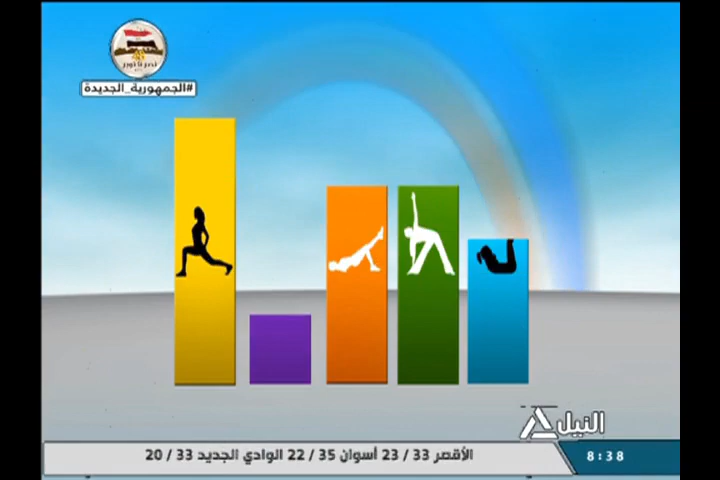 #الجمهورية_الجديدة
النيل
الأقصر 33 / 23 أسوان 35 / 22 الوادي الجديد 33 / 20
8:38